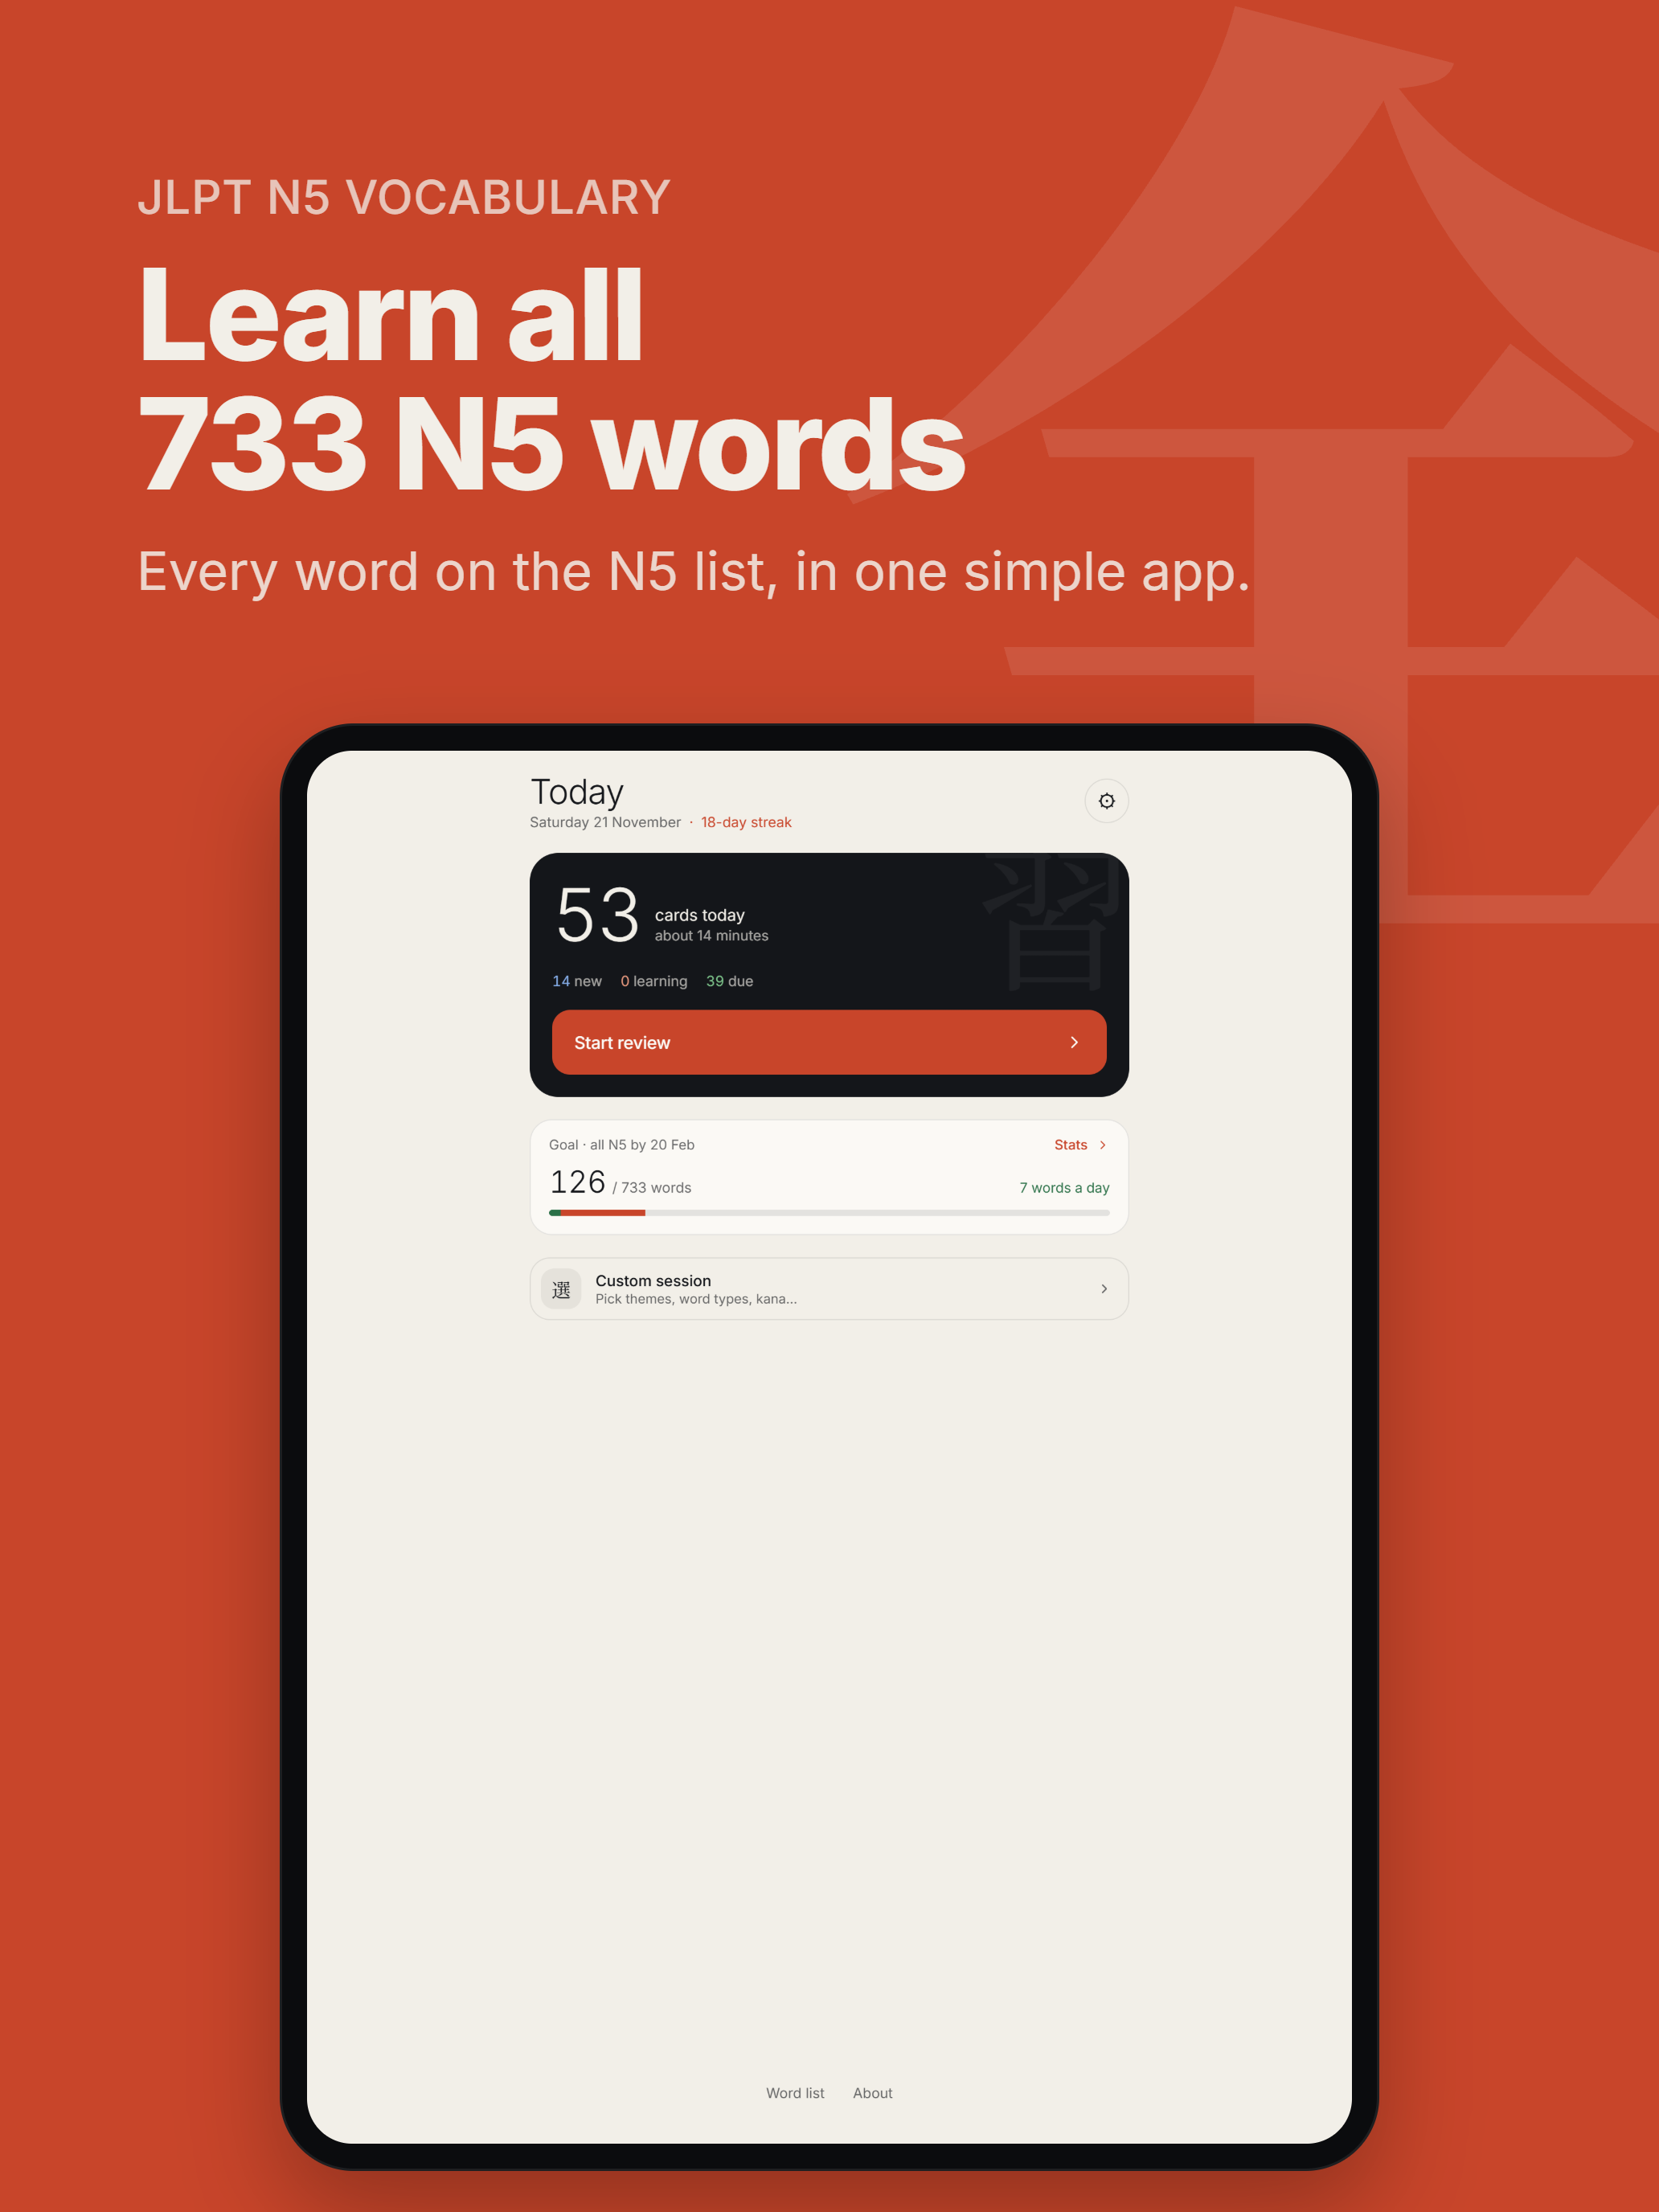 JLPT N5 VOCABULARY
Learn all
733 N5 words
Every word on the N5 list, in one simple app.
全
Today
Saturday 21 November · 18-day streak
習
53 cards today
about 14 minutes
14 new 0 learning 39 due
Start review
Goal · all N5 by 20 Feb Stats
126 / 733 words 7 words a day
選
Custom session
Pick themes, word types, kana...
Word list About